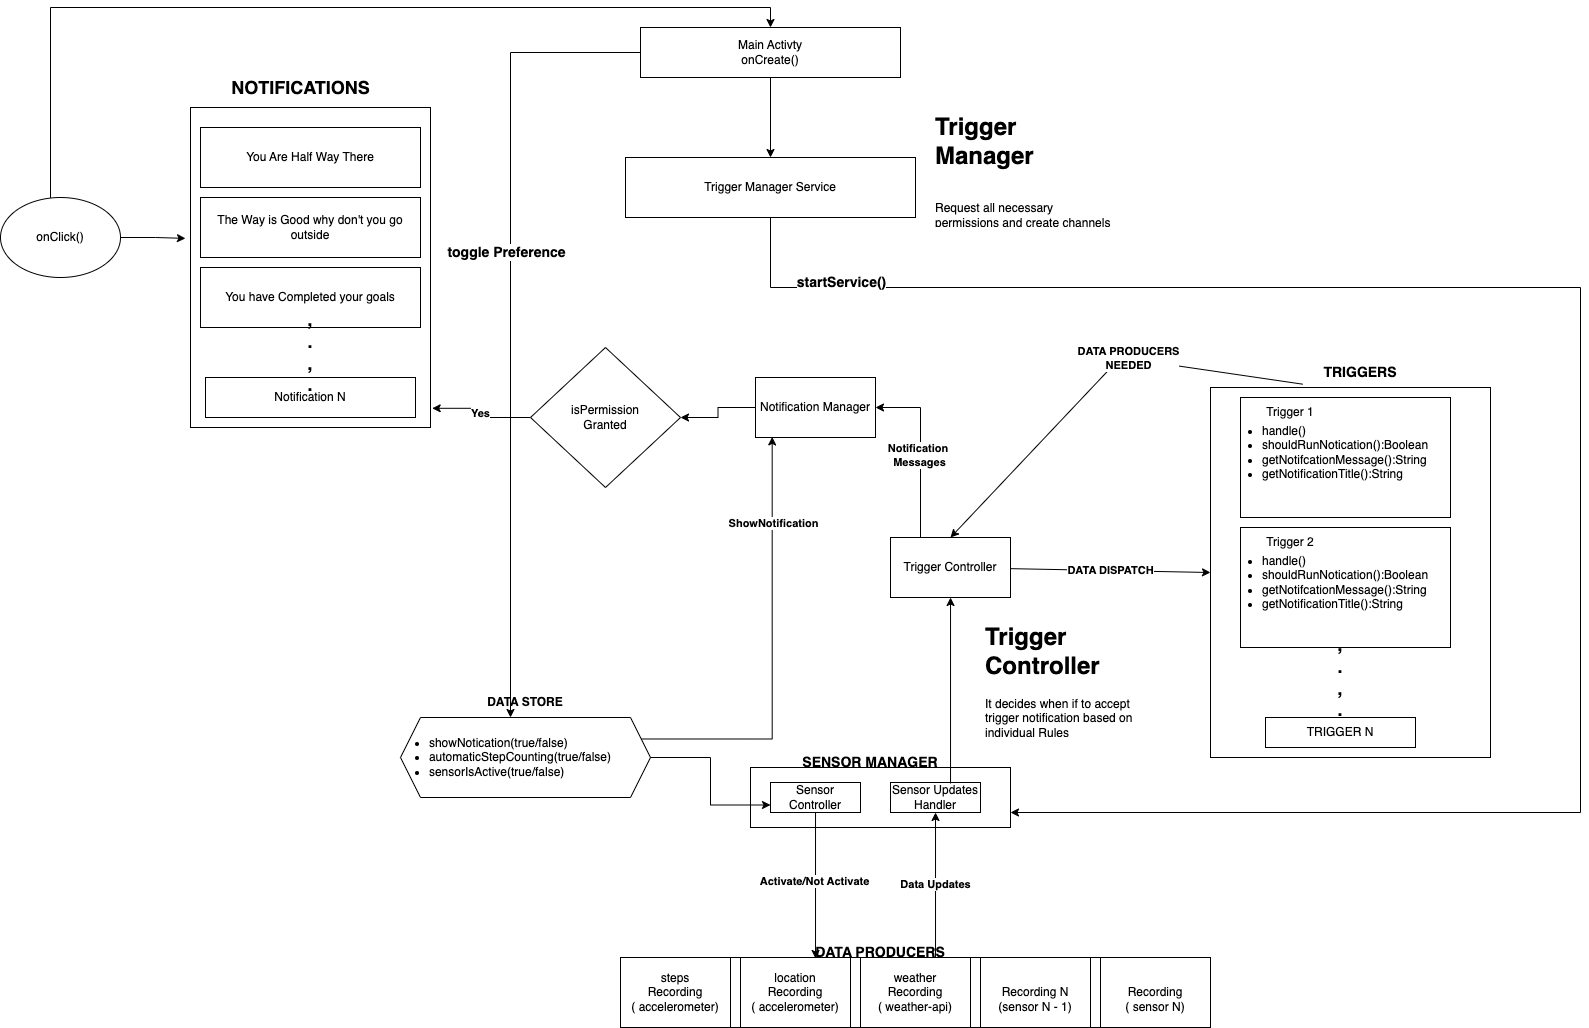 Main Activty
onCreate()
NOTIFICATIONS
You Are Half Way There
The Way is Good why don't you go
outside
You have Completed your goals
,
.
,
.
Notification N
onClick()
Trigger
Manager
Request all necessary
permissions and create channels
Trigger Manager Service
toggle Preference
startService()
DATA PRODUCERS
NEEDED
TRIGGERS
Trigger 1
handle()
shouldRunNotication():Boolean
getNotifcationMessage():String
getNotificationTitle():String
Trigger 2
handle()
shouldRunNotication():Boolean
getNotifcationMessage():String
getNotificationTitle():String
,
.
,
.
TRIGGER N
isPermission
Granted
Yes
Notification Manager
Notification
Messages
ShowNotification
Trigger Controller
DATA DISPATCH
Trigger
Controller
It decides when if to accept
trigger notification based on
individual Rules
DATA STORE
showNotication(true/false)
automaticStepCounting(true/false)
sensorIsActive(true/false)
SENSOR MANAGER
Sensor
Controller
Sensor Updates
Handler
Activate/Not Activate
Data Updates
DATA PRODUCERS
steps
Recording
( accelerometer)
location
Recording
( accelerometer)
weather
Recording
( weather-api)
Recording N
(sensor N - 1)
Recording
( sensor N)